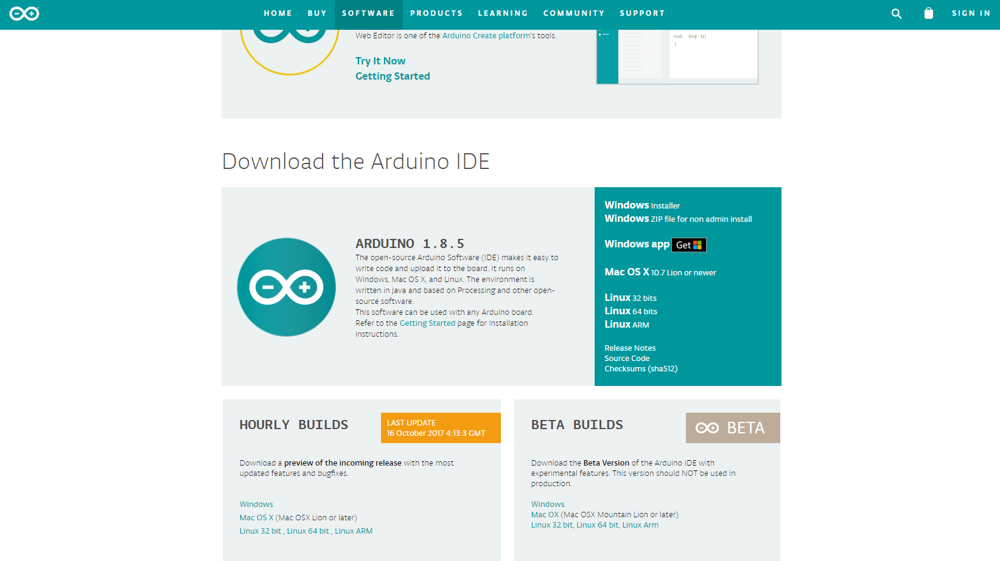 HOME BUY SOFTWARE PRODUCTS LEARNING COMMUNITY SUPPORT SIGN IN
Web Editor is one of the Arduino Create platform's tools.
Try It Now
Getting Started
void loop (){
}
Download the Arduino IDE
ARDUINO 1.8.5
The open-source Arduino Software (IDE) makes it easy to
write code and upload it to the board. It runs on
Windows, Mac OS X, and Linux. The environment is
written in Java and based on Processing and other open-
source software.
This software can be used with any Arduino board.
Refer to the Getting Started page for Installation
instructions.
Windows Installer
Windows ZIP file for non admin install
Windows app Get
Mac OS X 10.7 Lion or newer
Linux 32 bits
Linux 64 bits
Linux ARM
Release Notes
Source Code
Checksums (sha512)
HOURLY BUILDS
LAST UPDATE
16 October 2017 4:13:3 GMT
Download a preview of the incoming release with the most
updated features and bugfixes.
Windows
Mac OS X (Mac OSX Lion or later)
Linux 32 bit , Linux 64 bit , Linux ARM
BETA BUILDS
BETA
Download the Beta Version of the Arduino IDE with
experimental features. This version should NOT be used in
production.
Windows
Mac OX (Mac OSX Mountain Lion or later)
Linux 32 bit, Linux 64 bit, Linux Arm